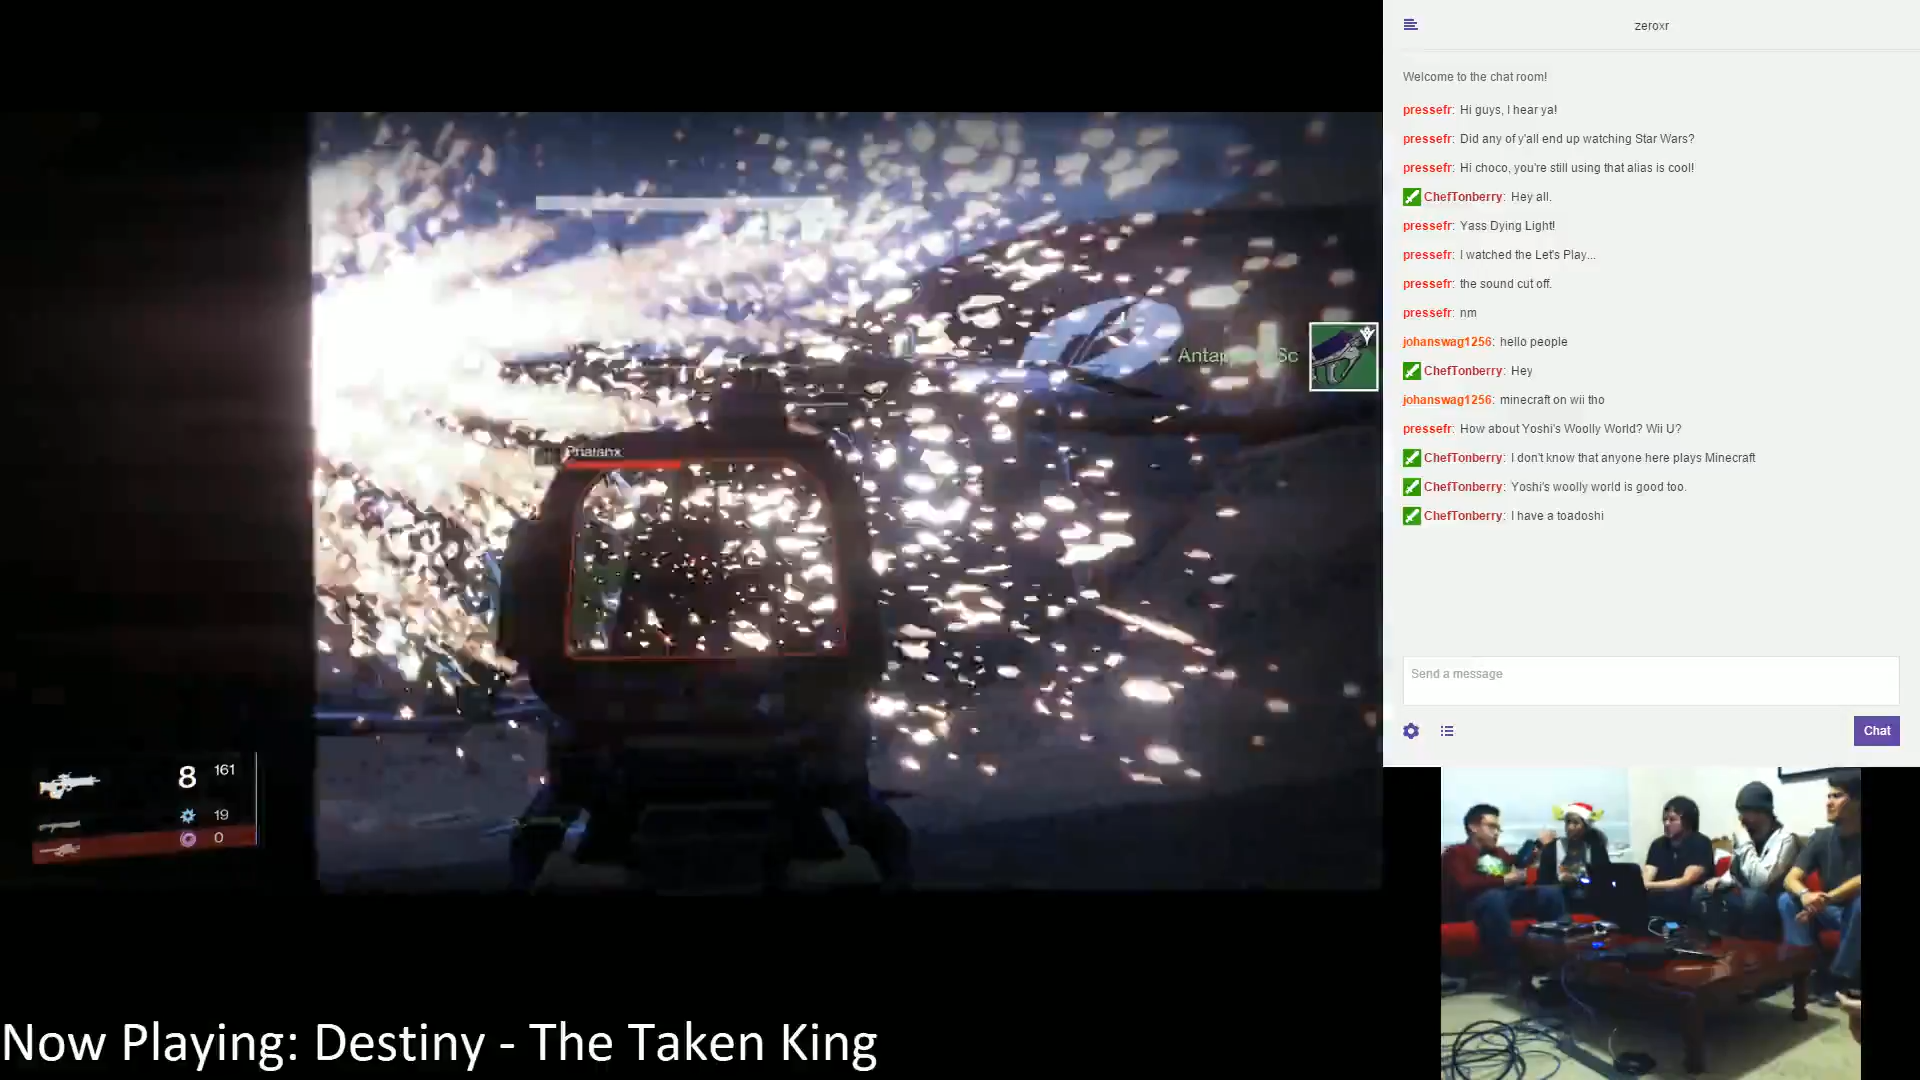 zeroxr
Welcome to the chat room!
pressefr: Hi guys, I hear ya!
pressefr: Did any of y'all end up watching Star Wars?
pressefr: Hi choco, you're still using that alias is cool!
ChefTonberry: Hey all.
pressefr: Yass Dying Light!
pressefr: I watched the Let's Play...
pressefr: the sound cut off.
pressefr: nm
johanswag1256: hello people
ChefTonberry: Hey
johanswag1256: minecraft on wii tho
pressefr: How about Yoshi's Woolly World? Wii U?
ChefTonberry: I don't know that anyone here plays Minecraft
ChefTonberry: Yoshi's woolly world is good too.
ChefTonberry: I have a toadoshi
Send a message
Chat
Phalanx
8 161
19
0
Now Playing: Destiny - The Taken King